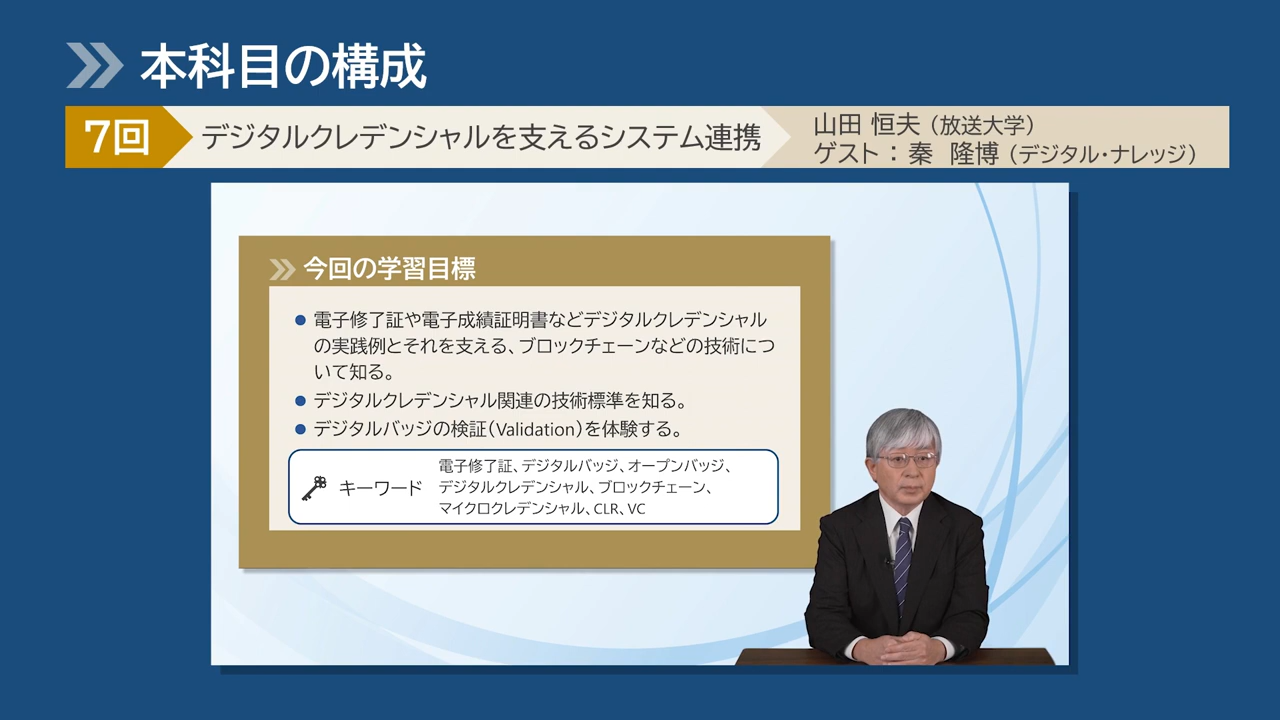 本科目の構成
7回
デジタルクレデンシャルを支えるシステム連携
山田 恒夫（放送大学）
ゲスト：秦 隆博（デジタル・ナレッジ）
今回の学習目標
● 電子修了証や電子成績証明書などデジタルクレデンシャル
の実践例とそれを支える、ブロックチェーンなどの技術につ
いて知る。
● デジタルクレデンシャル関連の技術標準を知る。
● デジタルバッジの検証（Validation）を体験する。
キーワード
電子修了証、デジタルバッジ、オープンバッジ、
デジタルクレデンシャル、ブロックチェーン、
マイクロクレデンシャル、CLR、VC